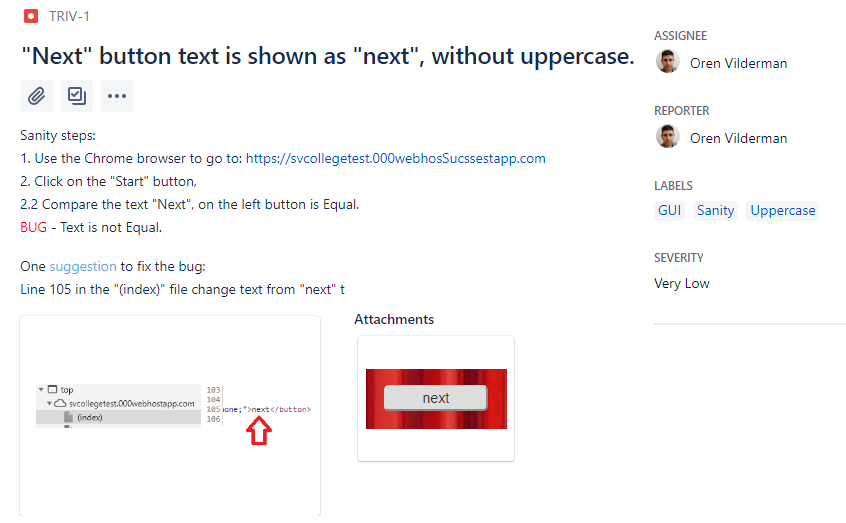 TRIV-1
"Next" button text is shown as "next", without uppercase.
Sanity steps:
1. Use the Chrome browser to go to: https://svcollegetest.000webhosSucssestapp.com
2. Click on the "Start" button,
2.2 Compare the text "Next", on the left button is Equal.
BUG - Text is not Equal.
One suggestion to fix the bug:
Line 105 in the "(index)" file change text from "next" t
top
svcollegetest.000webhostapp.com
(index)
103
104
105 one;">next</button>
106
Attachments
next
ASSIGNEE
Oren Vilderman
REPORTER
Oren Vilderman
LABELS
GUI Sanity Uppercase
SEVERITY
Very Low